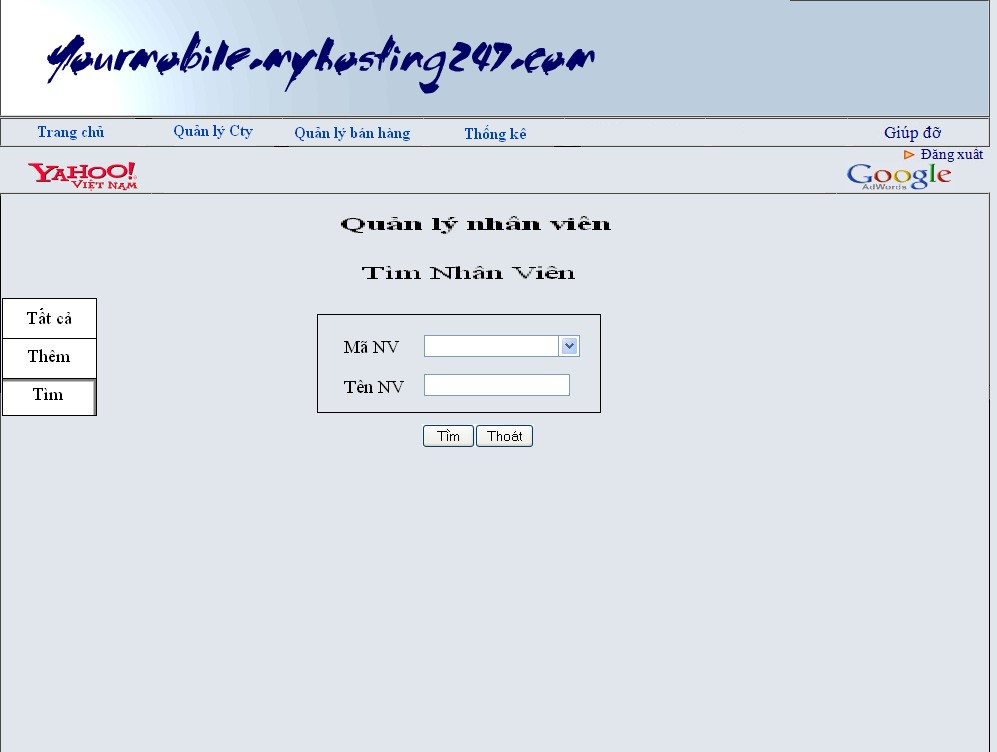 Yourmobile.myhosting247.com
Trang chủ Quản lý Cty Quản lý bán hàng Thống kê Giúp đỡ
Đăng xuất
YAHOO!
VIỆT NAM
Google
AdWords
Quản lý nhân viên
Tìm Nhân Viên
Tất cả
Thêm
Tìm
Mã NV
Tên NV
Tìm Thoát